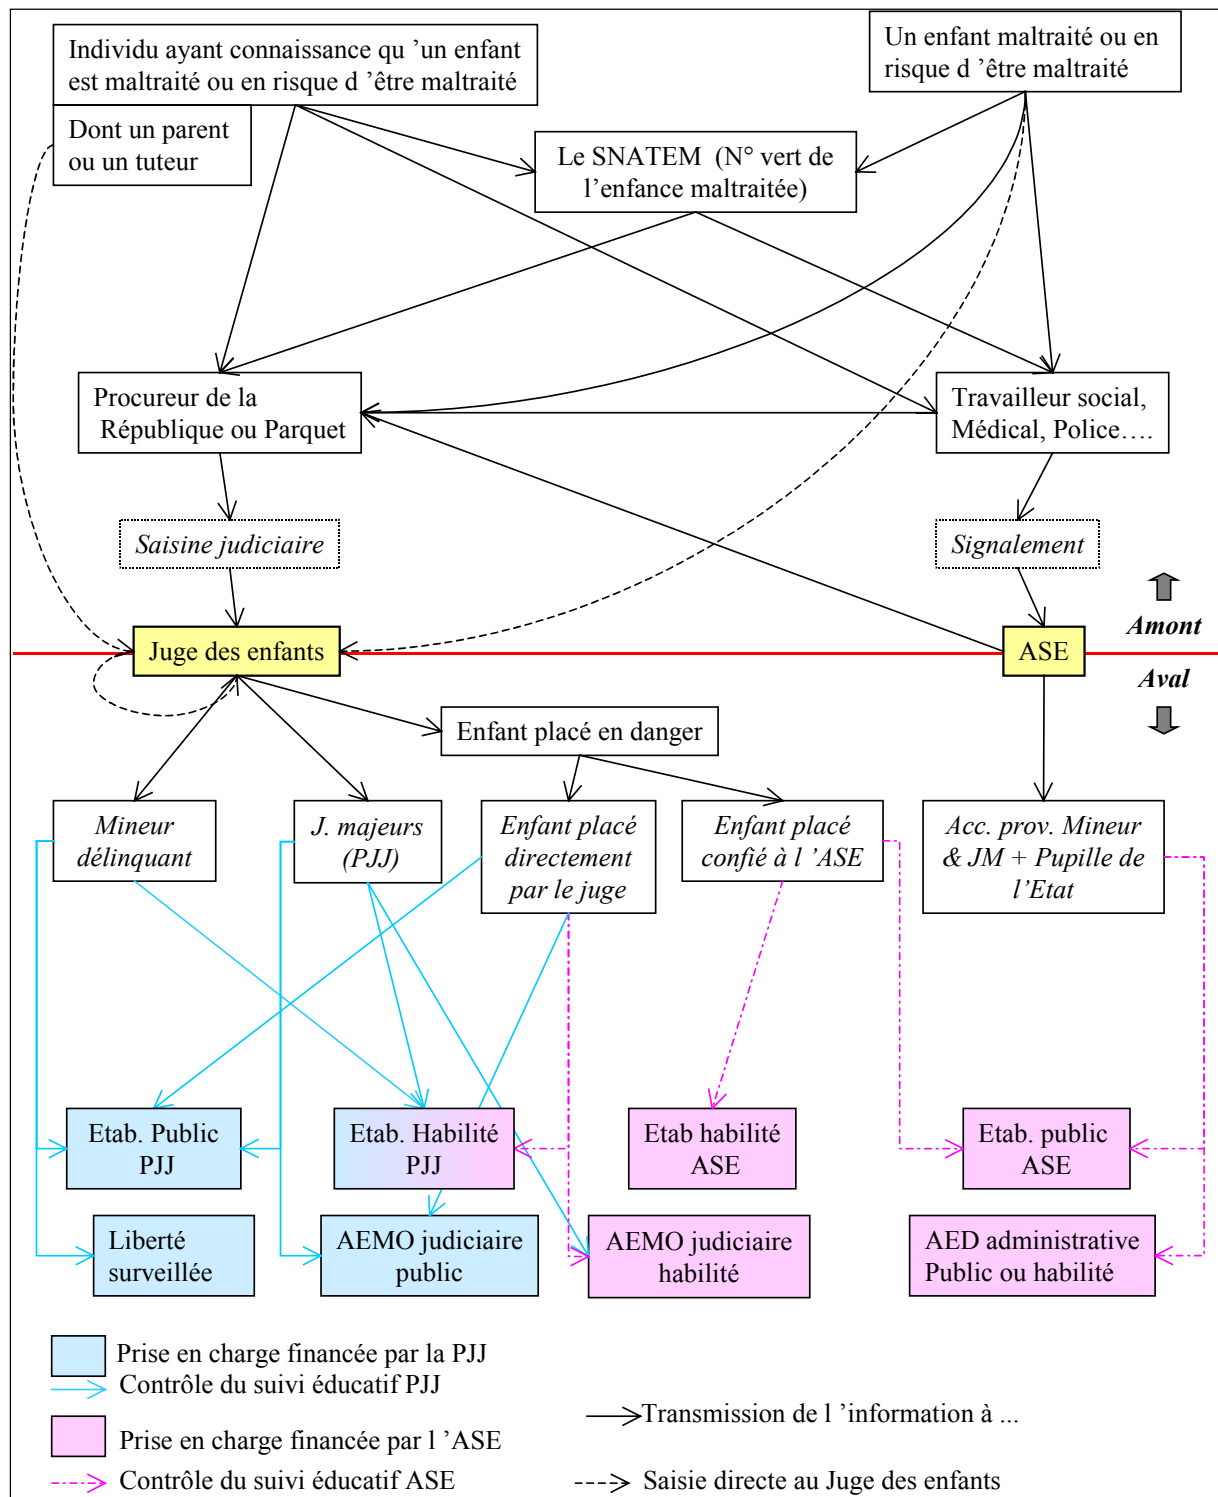 Individu ayant connaissance qu ’un enfant
est maltraité ou en risque d ’être maltraité
Dont un parent
ou un tuteur
Un enfant maltraité ou en
risque d ’être maltraité
Le SNATEM (N° vert de
l’enfance maltraitée)
Procureur de la
République ou Parquet
Travailleur social,
Médical, Police….
Saisine judiciaire
Signalement
Amont
Juge des enfants
ASE
Aval
Enfant placé en danger
Mineur
délinquant
J. majeurs
(PJJ)
Enfant placé
directement
par le juge
Enfant placé
confié à l ’ASE
Acc. prov. Mineur
& JM + Pupille de
l’Etat
Etab. Public
PJJ
Etab. Habilité
PJJ
Etab habilité
ASE
Etab. public
ASE
Liberté
surveillée
AEMO judiciaire
public
AEMO judiciaire
habilité
AED administrative
Public ou habilité
Prise en charge financée par la PJJ
Contrôle du suivi éducatif PJJ
Transmission de l ’information à ...
Prise en charge financée par l ’ASE
Contrôle du suivi éducatif ASE
Saisie directe au Juge des enfants